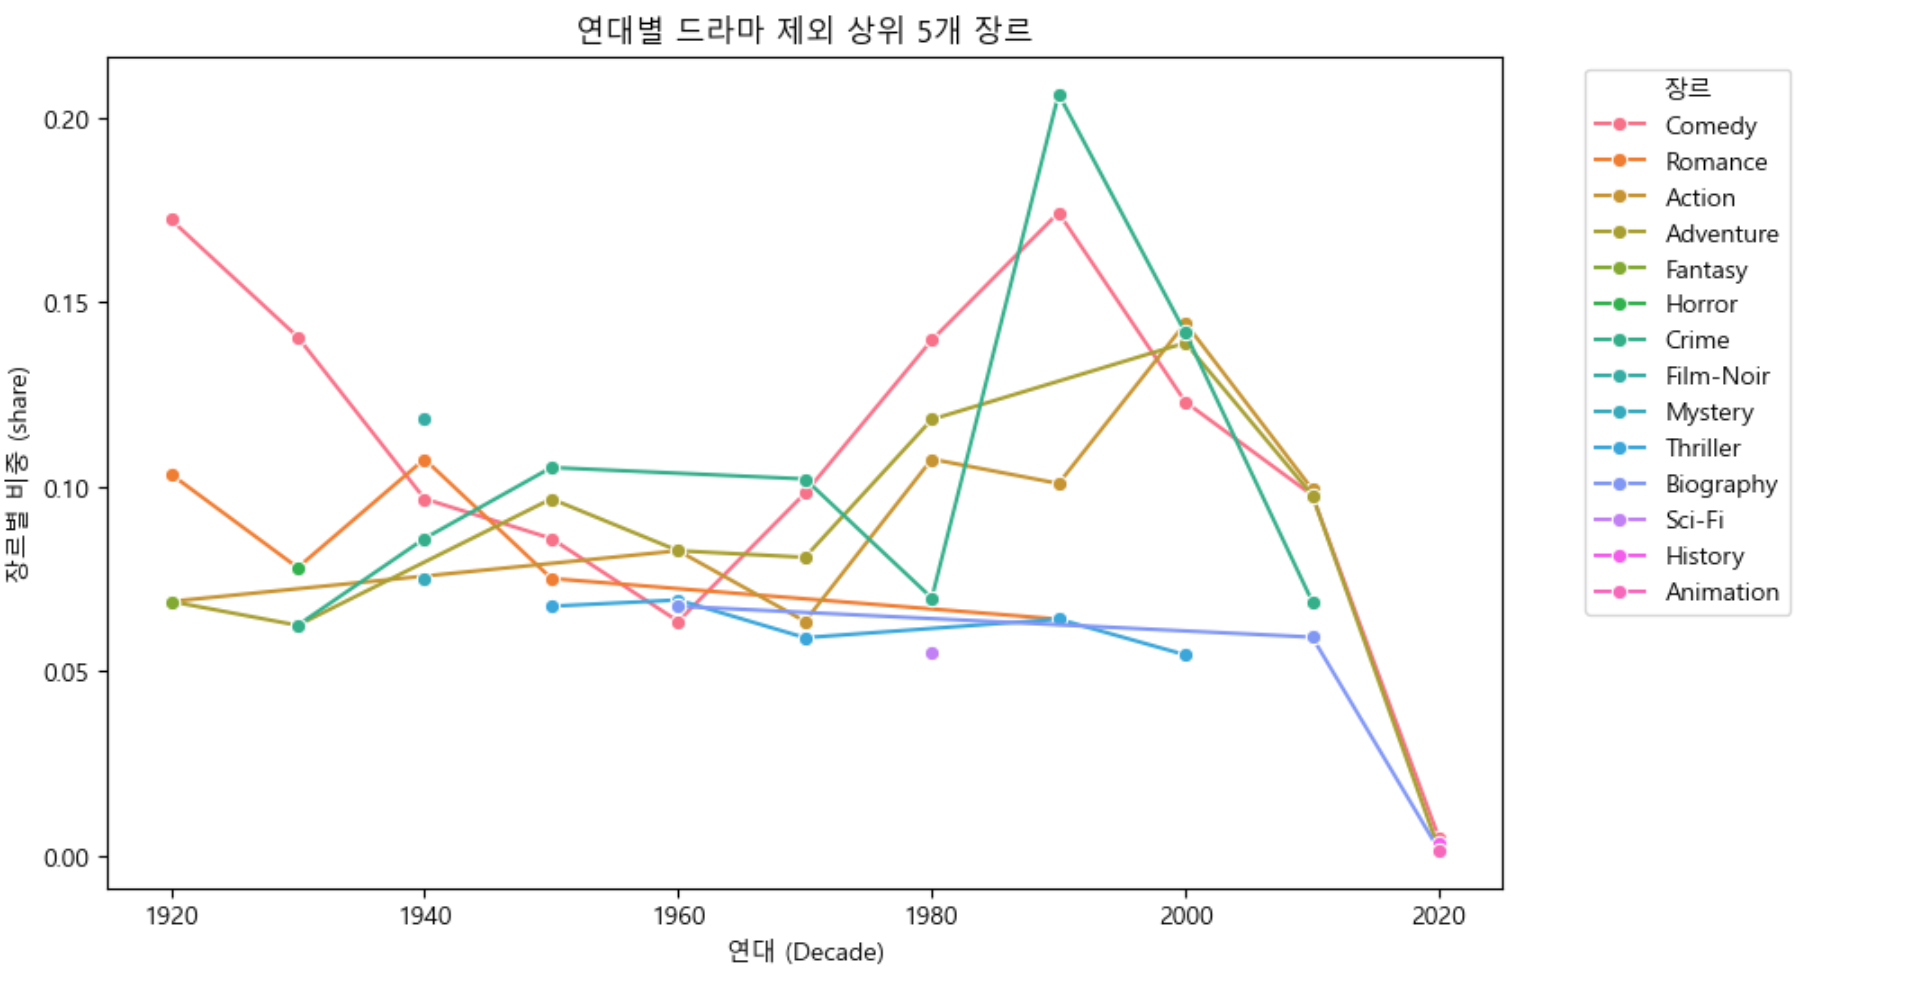 연대별 드라마 제외 상위 5개 장르
장르별 비중 (share)
0.20
0.15
0.10
0.05
0.00
1920
1940
1960
1980
2000
2020
연대 (Decade)
장르
Comedy
Romance
Action
Adventure
Fantasy
Horror
Crime
Film-Noir
Mystery
Thriller
Biography
Sci-Fi
History
Animation